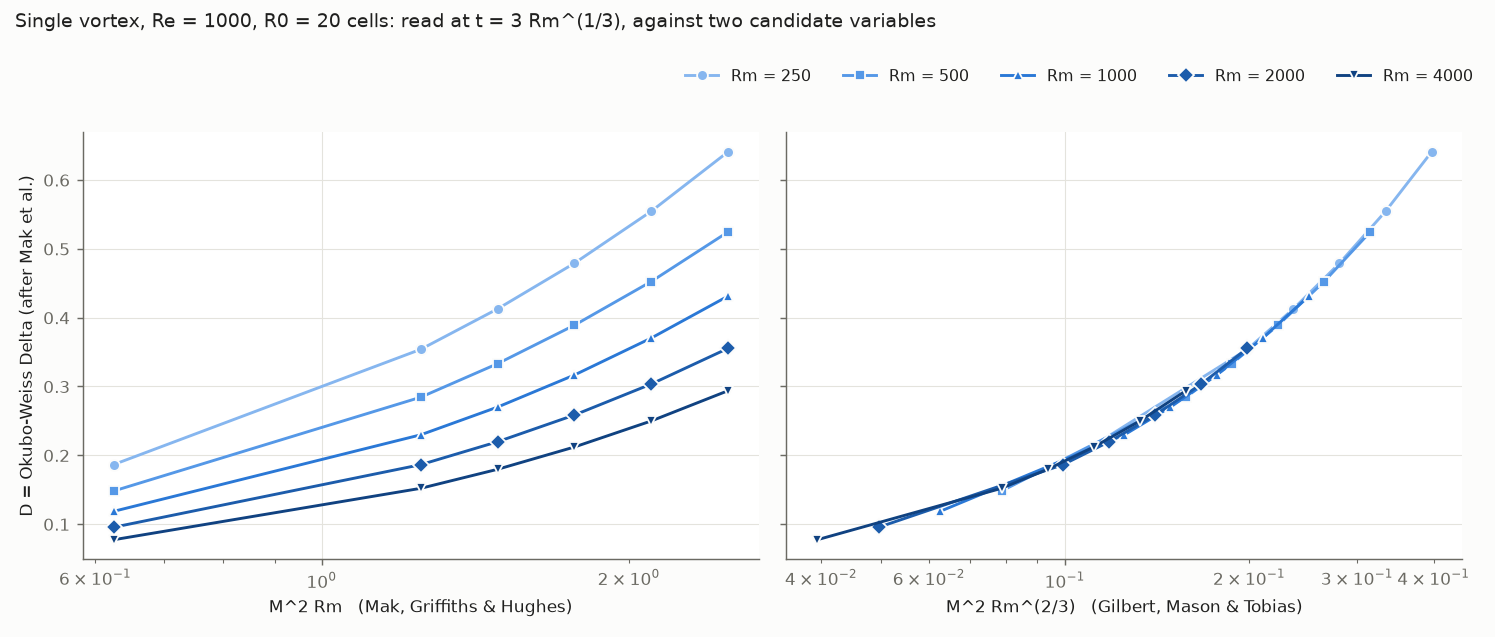 Single vortex, Re = 1000, R0 = 20 cells: read at t = 3 Rm^(1/3), against two candidate variables
Rm = 250 Rm = 500 Rm = 1000 Rm = 2000 Rm = 4000
D = Okubo-Weiss Delta (after Mak et al.)
0.6
0.5
0.4
0.3
0.2
0.1
6 × 10⁻¹ 10⁰ 2 × 10⁰
M^2 Rm (Mak, Griffiths & Hughes)
4 × 10⁻² 6 × 10⁻² 10⁻¹ 2 × 10⁻¹ 3 × 10⁻¹ 4 × 10⁻¹
M^2 Rm^(2/3) (Gilbert, Mason & Tobias)